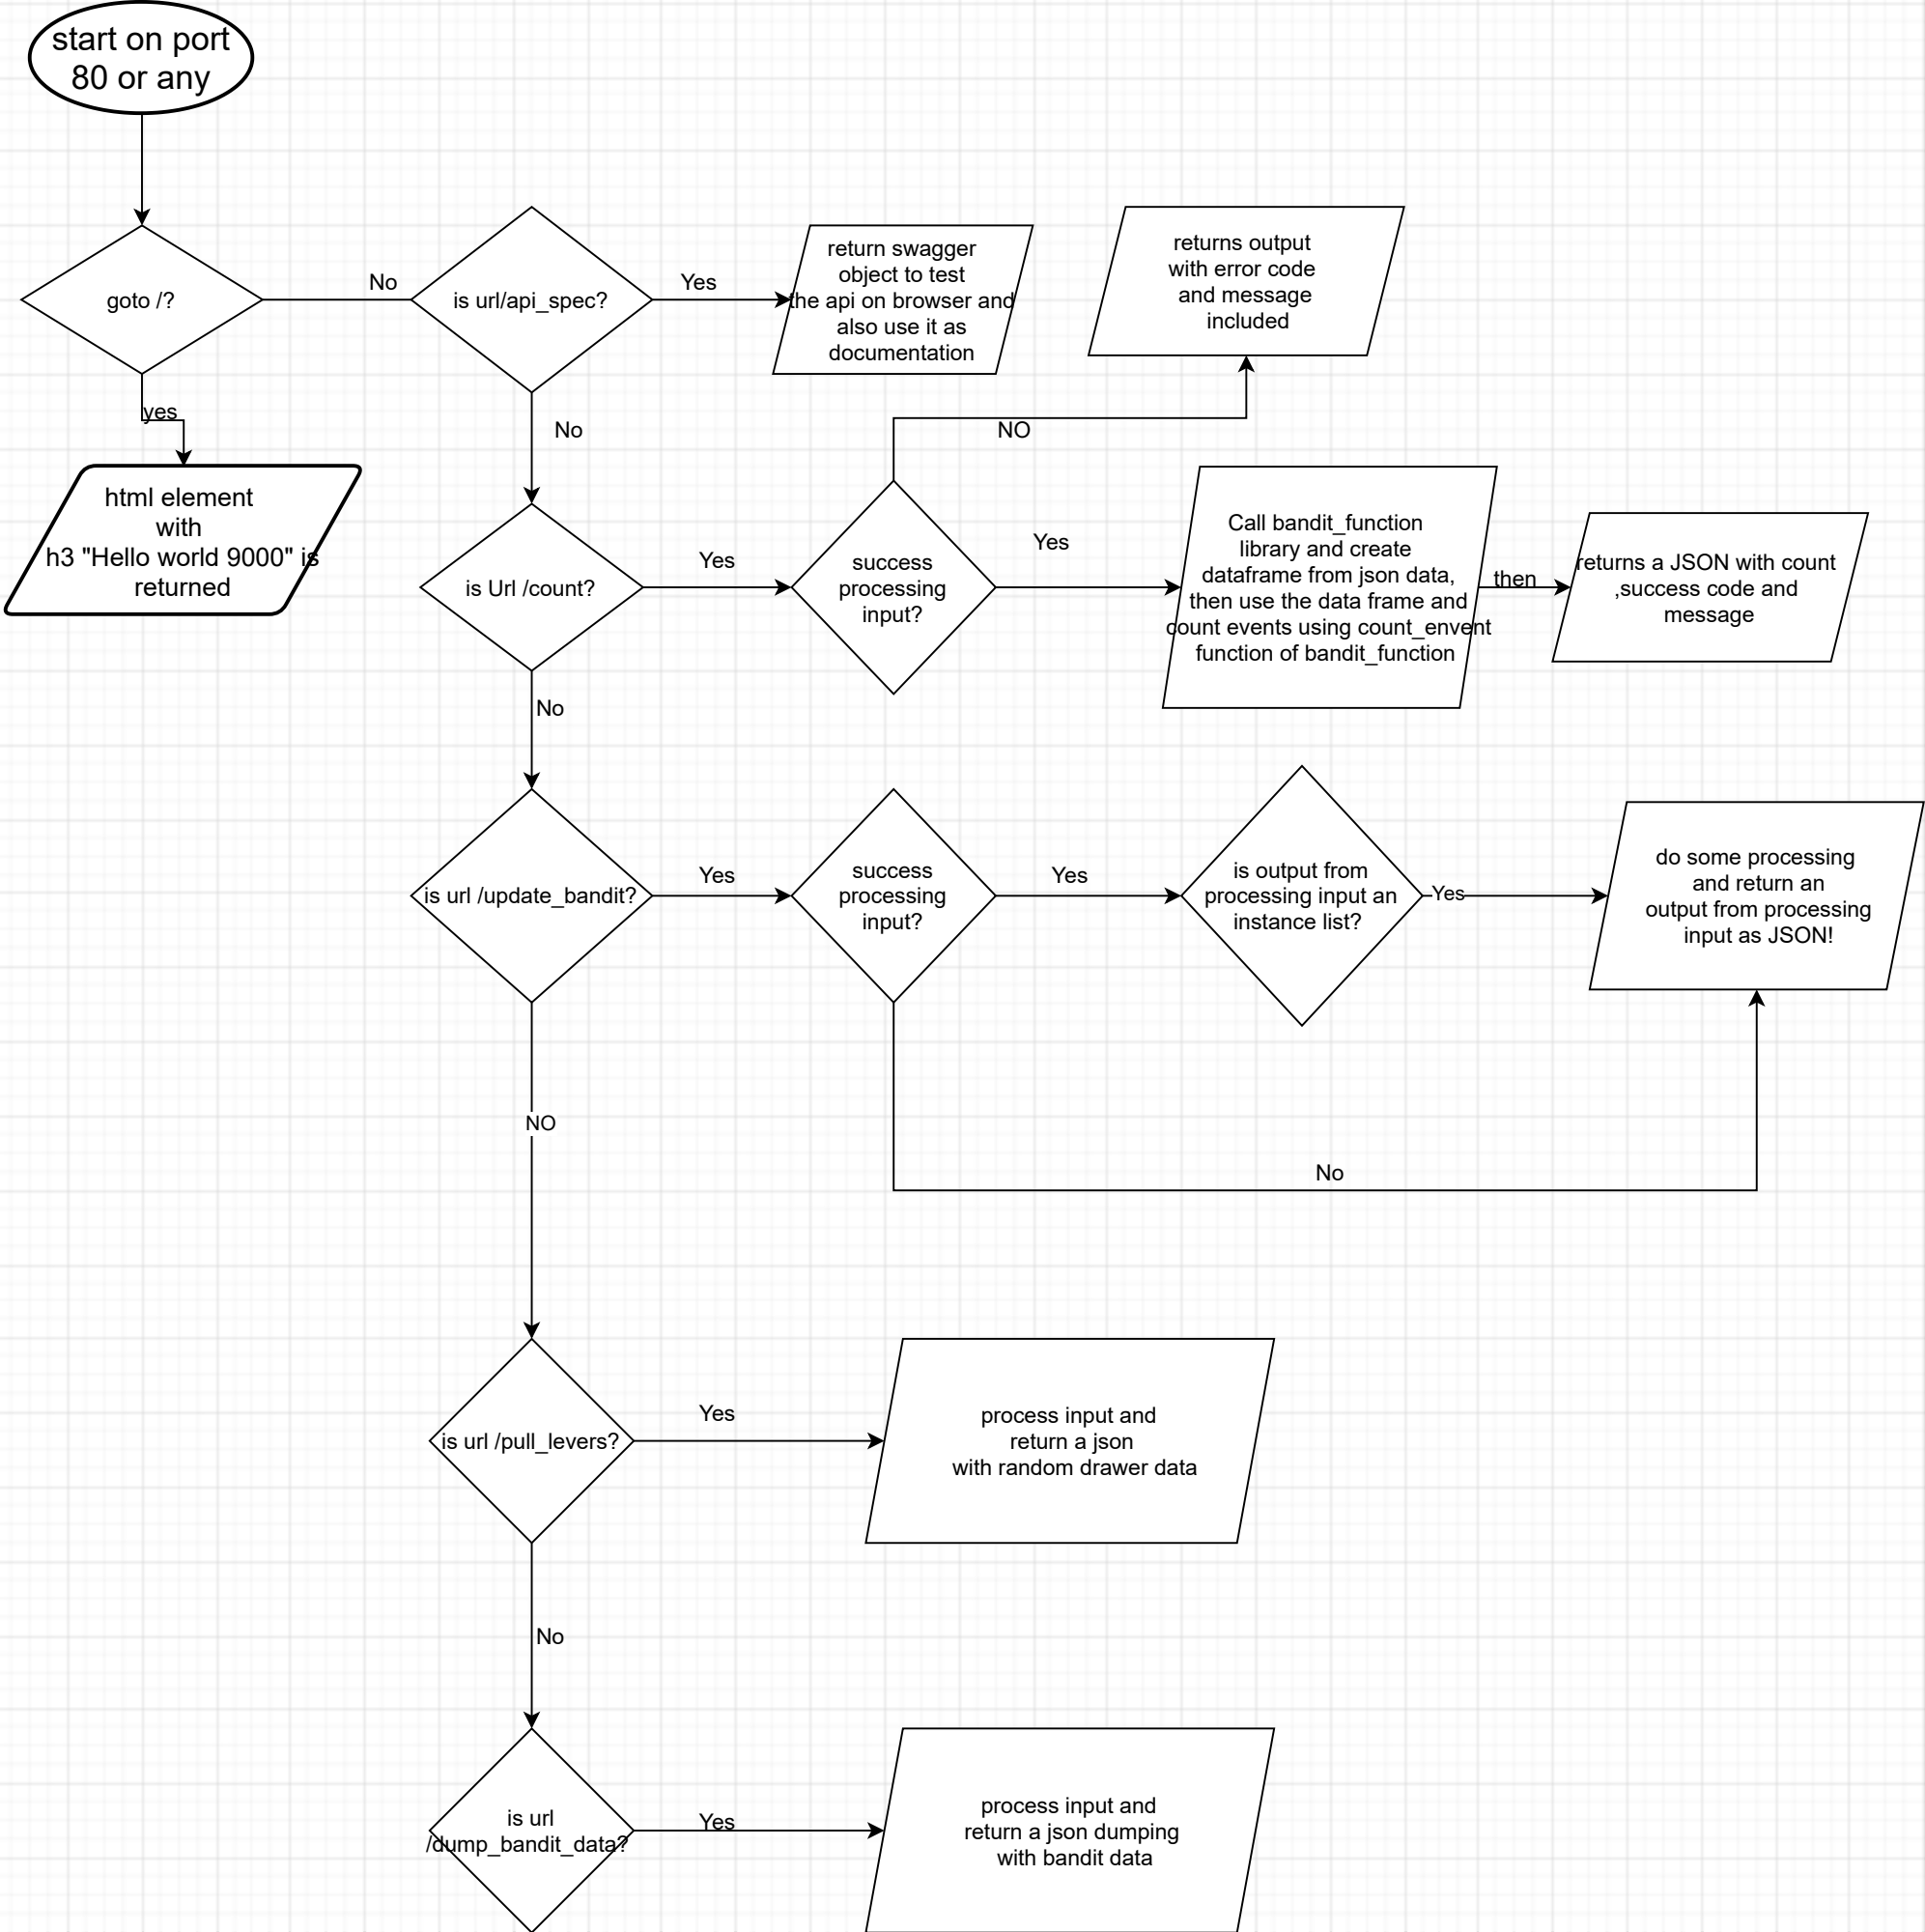 start on port
80 or any
goto /?
No
is url/api_spec?
Yes
return swagger
object to test
the api on browser and
also use it as
documentation
returns output
with error code
and message
included
yes
No
NO
html element
with
h3 "Hello world 9000" is
returned
is Url /count?
Yes
success
processing
input?
Yes
Call bandit_function
library and create
dataframe from json data,
then use the data frame and
count events using count_envent
function of bandit_function
then
returns a JSON with count
,success code and
message
No
is url /update_bandit?
Yes
success
processing
input?
Yes
is output from
processing input an
instance list?
Yes
do some processing
and return an
output from processing
input as JSON!
NO
No
is url /pull_levers?
Yes
process input and
return a json
with random drawer data
No
is url
/dump_bandit_data?
Yes
process input and
return a json dumping
with bandit data